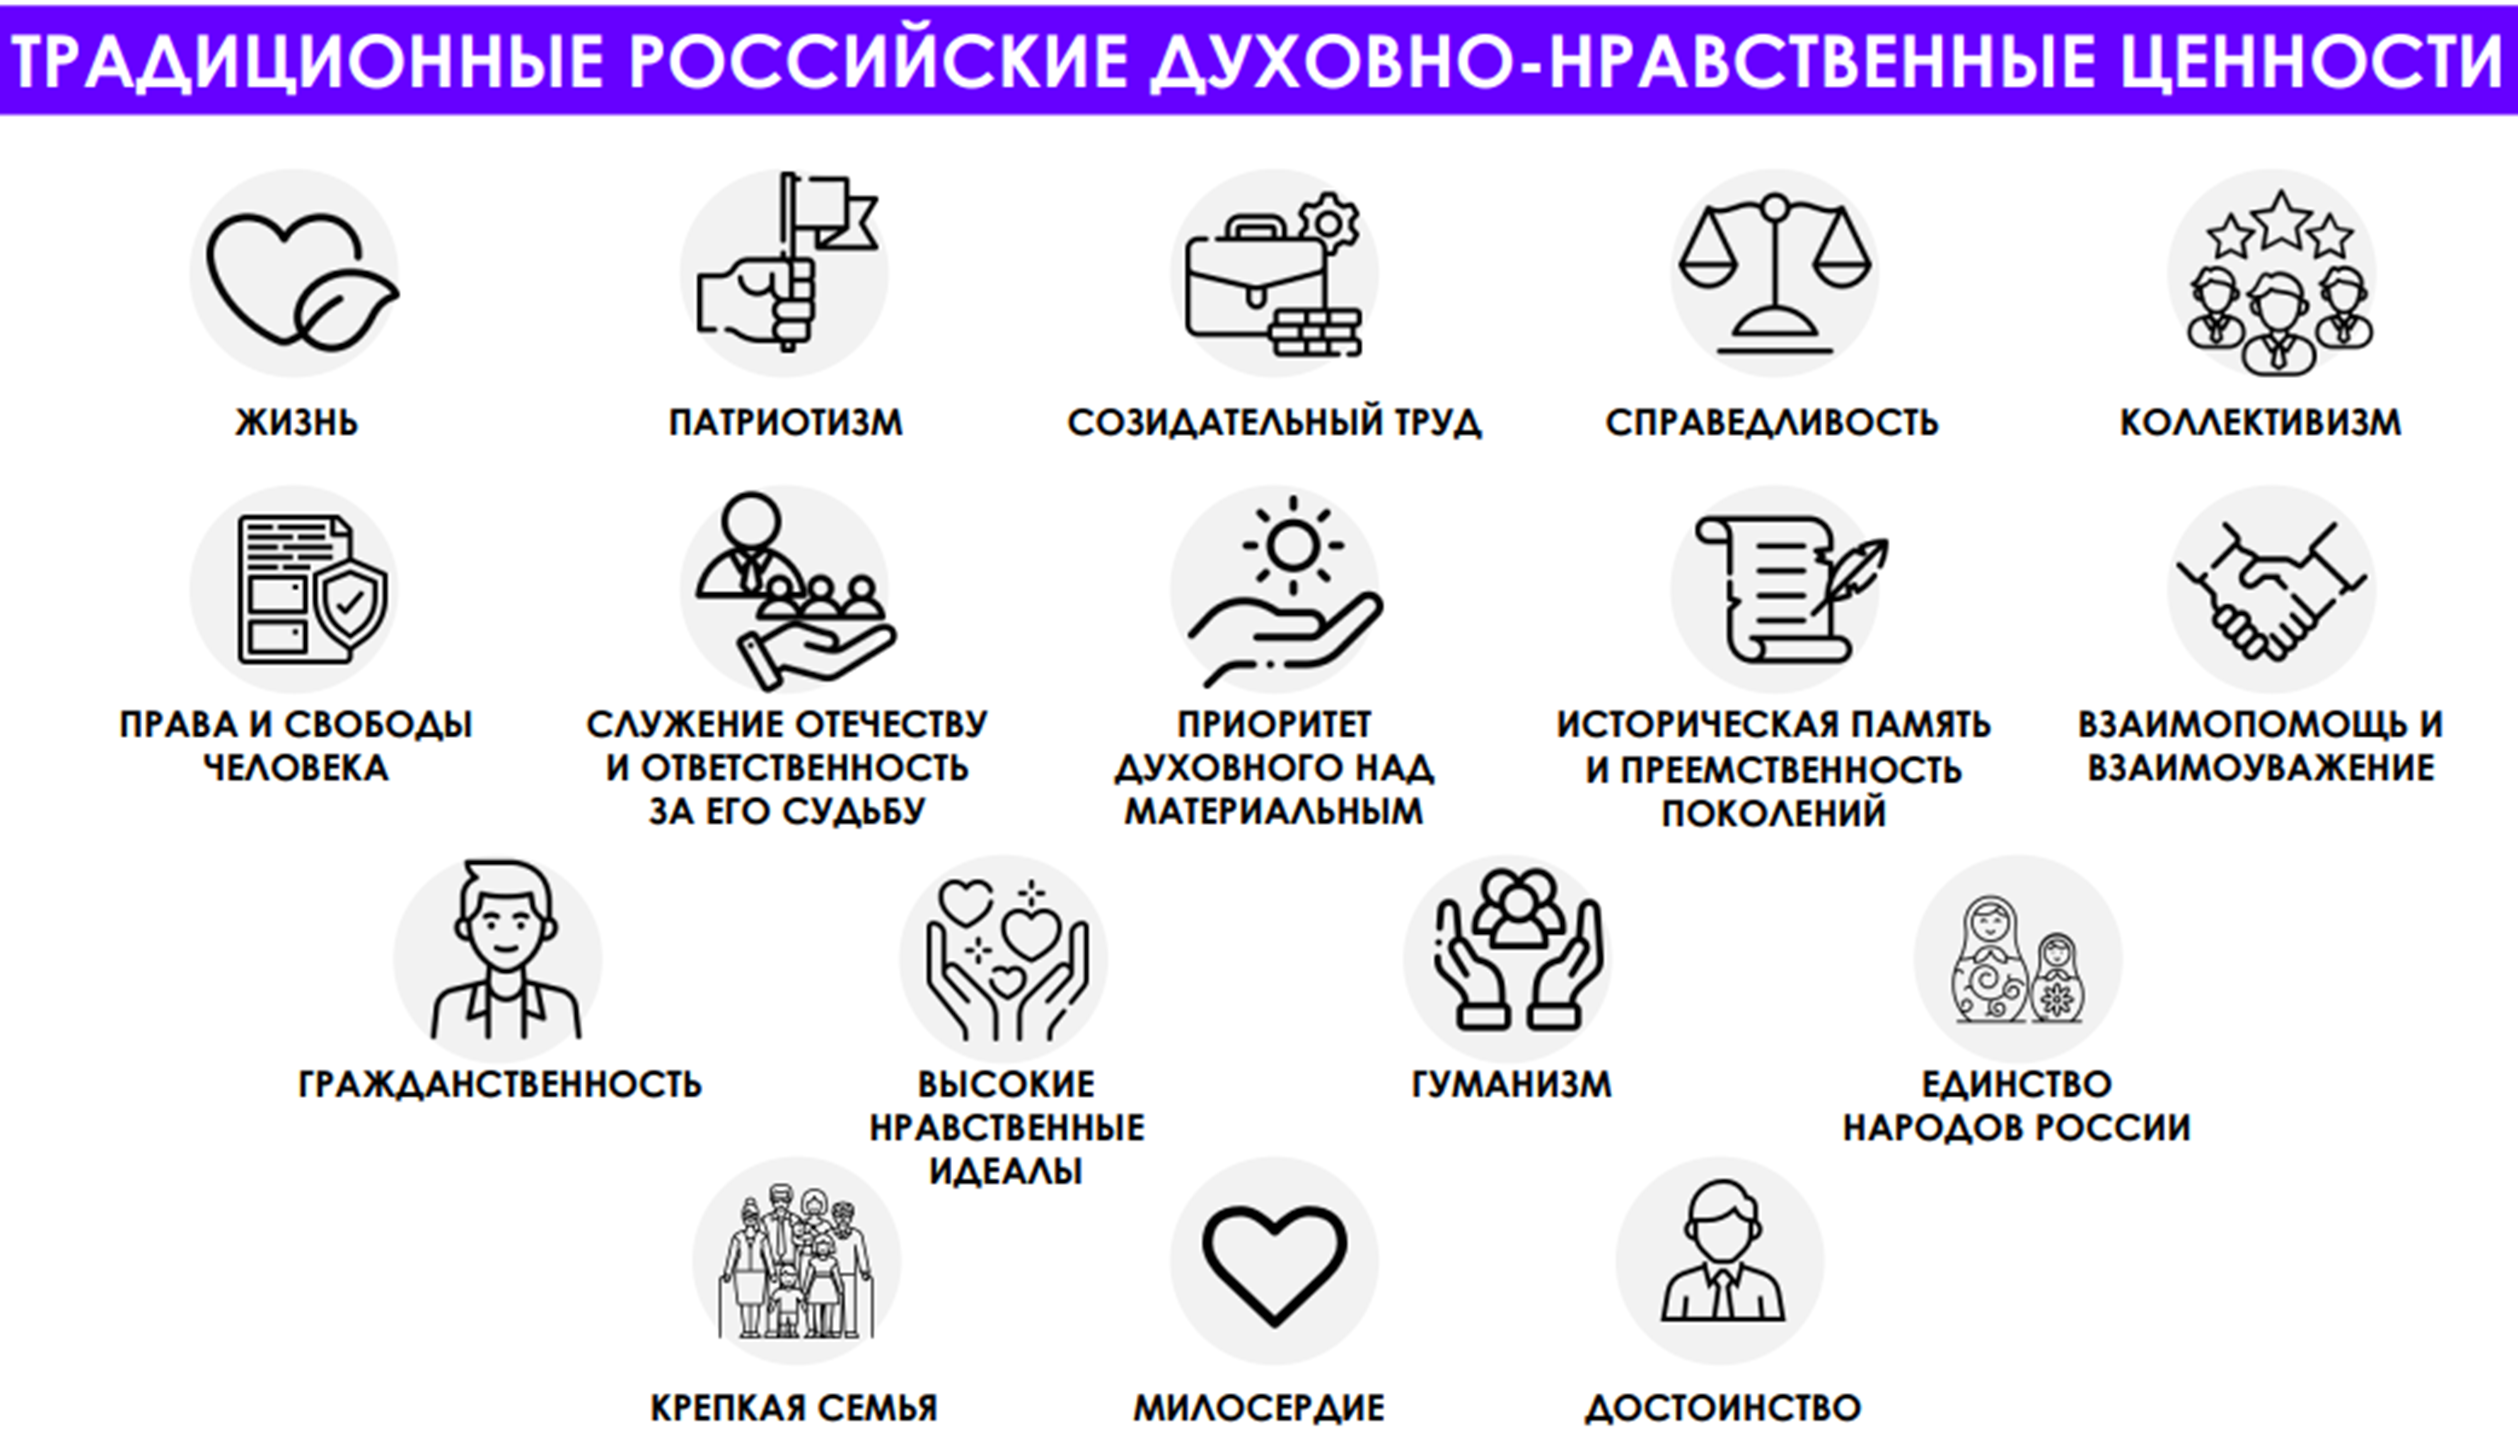 ТРАДИЦИОННЫЕ РОССИЙСКИЕ ДУХОВНО-НРАВСТВЕННЫЕ ЦЕННОСТИ
ЖИЗНЬ
ПАТРИОТИЗМ
СОЗИДАТЕЛЬНЫЙ ТРУД
СПРАВЕДЛИВОСТЬ
КОЛЛЕКТИВИЗМ
ПРАВА И СВОБОДЫ
ЧЕЛОВЕКА
СЛУЖЕНИЕ ОТЕЧЕСТВУ
И ОТВЕТСТВЕННОСТЬ
ЗА ЕГО СУДЬБУ
ПРИОРИТЕТ
ДУХОВНОГО НАД
МАТЕРИАЛЬНЫМ
ИСТОРИЧЕСКАЯ ПАМЯТЬ
И ПРЕЕМСТВЕННОСТЬ
ПОКОЛЕНИЙ
ВЗАИМОПОМОЩЬ И
ВЗАИМОУВАЖЕНИЕ
ГРАЖДАНСТВЕННОСТЬ
ВЫСОКИЕ
НРАВСТВЕННЫЕ
ИДЕАЛЫ
ГУМАНИЗМ
ЕДИНСТВО
НАРОДОВ РОССИИ
КРЕПКАЯ СЕМЬЯ
МИЛОСЕРДИЕ
ДОСТОИНСТВО